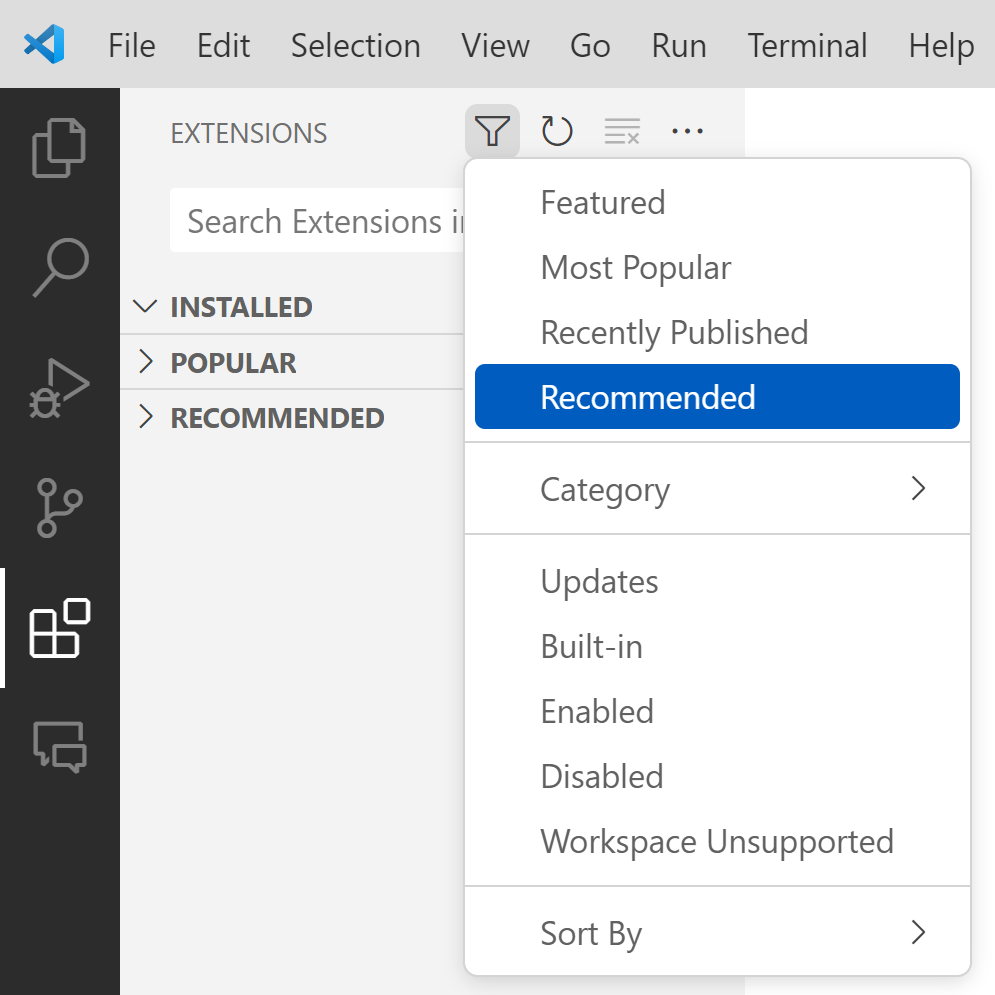 File Edit Selection View Go Run Terminal Help
EXTENSIONS
Search Extensions i
INSTALLED
POPULAR
RECOMMENDED
Featured
Most Popular
Recently Published
Recommended
Category
Updates
Built-in
Enabled
Disabled
Workspace Unsupported
Sort By